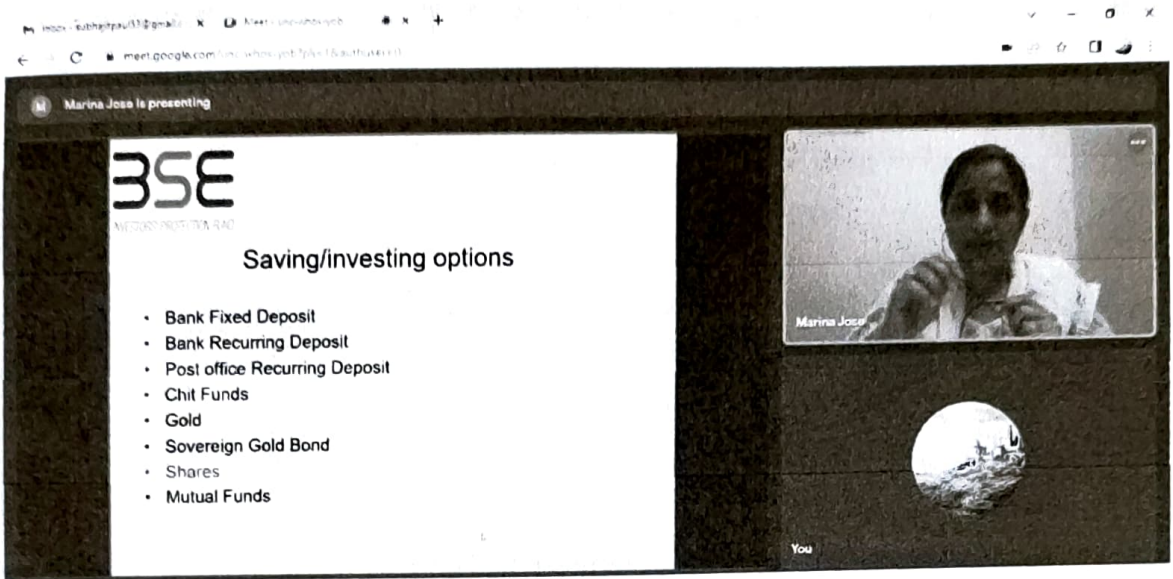 meet.google.com
M
Marina Jose is presenting
BSE
Saving/investing options
• Bank Fixed Deposit
• Bank Recurring Deposit
• Post office Recurring Deposit
• Chit Funds
• Gold
• Sovereign Gold Bond
• Shares
• Mutual Funds
Marina Jose
You